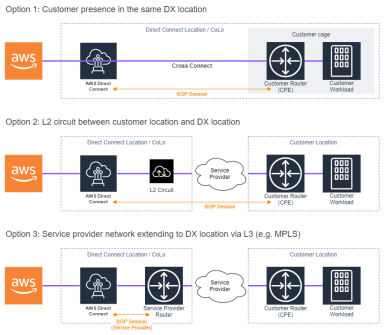 Option 1: Customer presence in the same DX location
Direct Connect Location / CoLo
Customer cage
aws
Cross Connect
AWS Direct
Connect
Customer Router
(CPE)
Customer
Workload
BGP Session
Option 2: L2 circuit between customer location and DX location
Direct Connect Location / CoLo
Customer Location
aws
Service
Provider
AWS Direct
Connect
L2 Circuit
Customer Router
(CPE)
Customer
Workload
BGP Session
Option 3: Service provider network extending to DX location via L3 (e.g. MPLS)
Direct Connect Location / CoLo
Customer Location
aws
Service
Provider
AWS Direct
Connect
Service Provider
Router
Customer Router
(CPE)
Customer
Workload
BGP Session
(Service Provider)